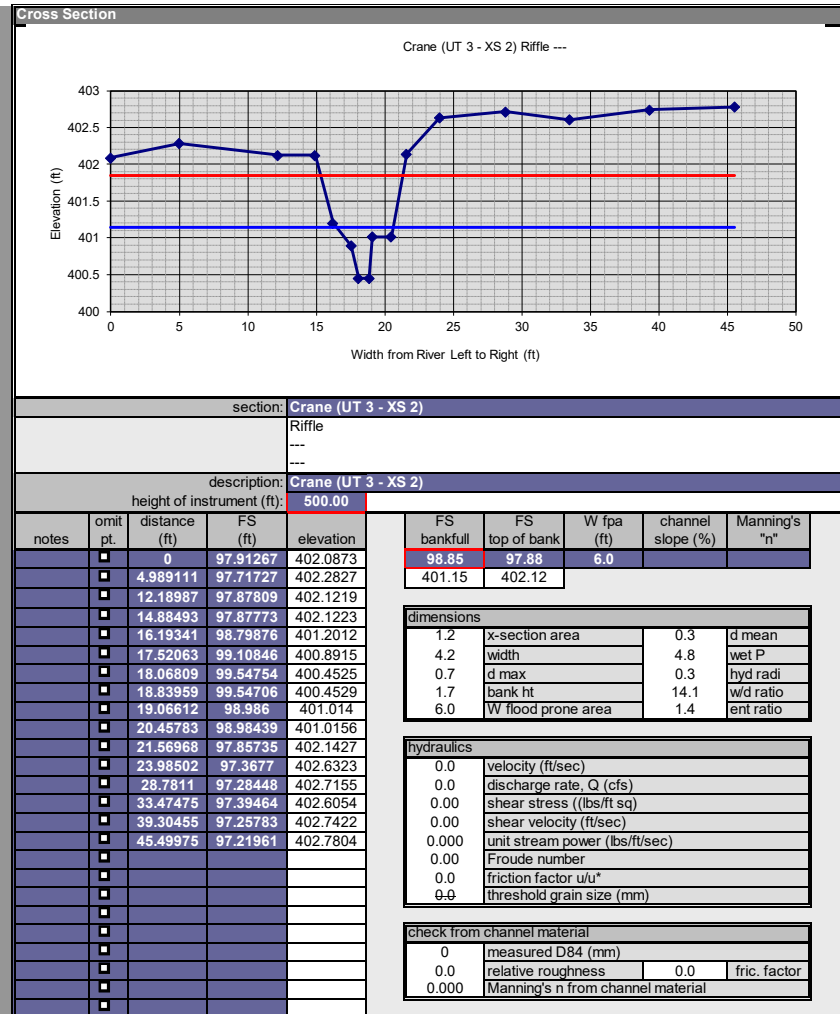 Cross Section
Crane (UT 3 - XS 2) Riffle ---
403
402.5
402
401.5
401
400.5
400
Elevation (ft)
0 5 10 15 20 25 30 35 40 45 50
Width from River Left to Right (ft)
section: Crane (UT 3 - XS 2)
Riffle
---
---
description: Crane (UT 3 - XS 2)
height of instrument (ft): 500.00
omit distance FS FS FS W fpa channel Manning's
notes pt. (ft) (ft) elevation bankfull top of bank (ft) slope (%) "n"
0 97.91267 402.0873 98.85 97.88 6.0
4.989111 97.71727 402.2827 401.15 402.12
12.18987 97.87809 402.1219
14.88493 97.87773 402.1223 dimensions
16.19341 98.79876 401.2012 1.2 x-section area 0.3 d mean
17.52063 99.10846 400.8915 4.2 width 4.8 wet P
18.06809 99.54754 400.4525 0.7 d max 0.3 hyd radi
18.83959 99.54706 400.4529 1.7 bank ht 14.1 w/d ratio
19.06612 98.986 401.014 6.0 W flood prone area 1.4 ent ratio
20.45783 98.98439 401.0156
21.56968 97.85735 402.1427 hydraulics
23.98502 97.3677 402.6323 0.0 velocity (ft/sec)
28.7811 97.28448 402.7155 0.0 discharge rate, Q (cfs)
33.47475 97.39464 402.6054 0.00 shear stress ((lbs/ft sq)
39.30455 97.25783 402.7422 0.00 shear velocity (ft/sec)
45.49975 97.21961 402.7804 0.000 unit stream power (lbs/ft/sec)
0.00 Froude number
0.0 friction factor u/u*
0.0 threshold grain size (mm)
check from channel material
0 measured D84 (mm)
0.0 relative roughness 0.0 fric. factor
0.000 Manning's n from channel material